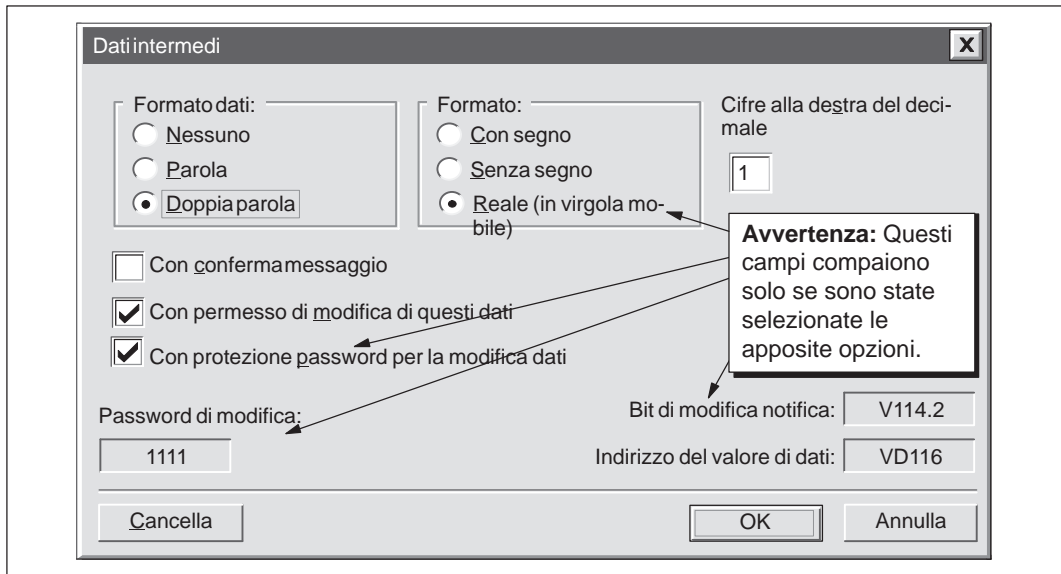 Dati intermedi
X
Formato dati:
Nessuno
Parola
Doppia parola
Formato:
Con segno
Senza segno
Reale (in virgola mo-
bile)
Cifre alla destra del deci-
male
1
Avvertenza: Questi
campi compaiono
solo se sono state
selezionate le
apposite opzioni.
Con conferma messaggio
Con permesso di modifica di questi dati
Con protezione password per la modifica dati
Password di modifica:
1111
Bit di modifica notifica:
V114.2
Indirizzo del valore di dati:
VD116
Cancella
OK
Annulla